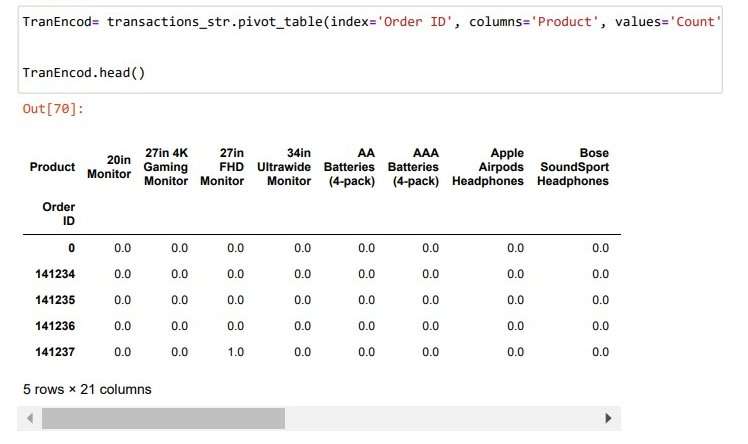 TranEncod= transactions_str.pivot_table(index='Order ID', columns='Product', values='Count'
TranEncod.head()
Out[70]:
Product 20in Monitor 27in 4K Gaming Monitor 27in FHD Monitor 34in Ultrawide Monitor AA Batteries (4-pack) AAA Batteries (4-pack) Apple Airpods Headphones Bose SoundSport Headphones
Order ID
0 0.0 0.0 0.0 0.0 0.0 0.0 0.0 0.0
141234 0.0 0.0 0.0 0.0 0.0 0.0 0.0 0.0
141235 0.0 0.0 0.0 0.0 0.0 0.0 0.0 0.0
141236 0.0 0.0 0.0 0.0 0.0 0.0 0.0 0.0
141237 0.0 0.0 1.0 0.0 0.0 0.0 0.0 0.0
5 rows × 21 columns